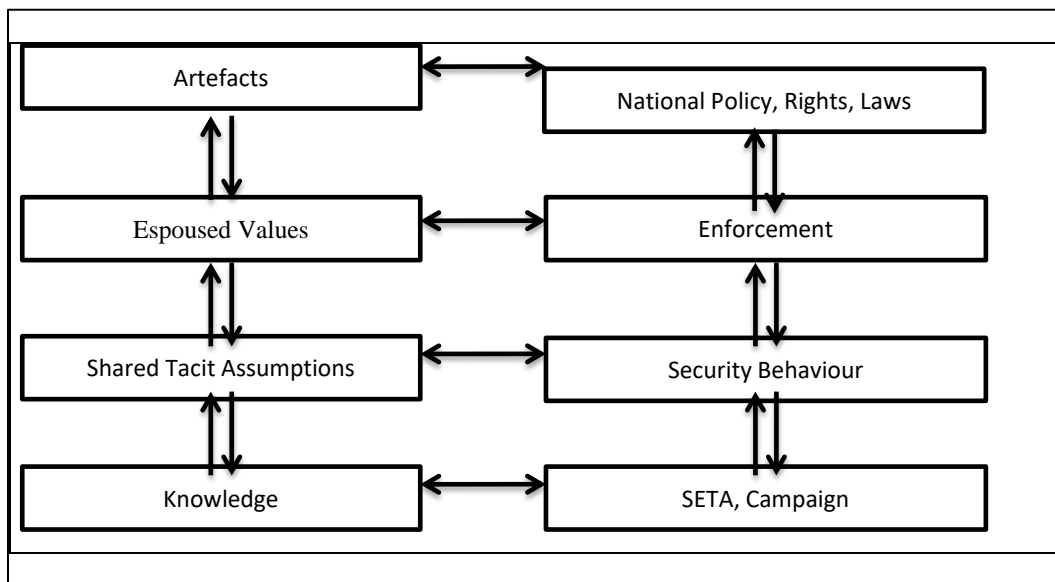 Artefacts
National Policy, Rights, Laws
Espoused Values
Enforcement
Shared Tacit Assumptions
Security Behaviour
Knowledge
SETA, Campaign